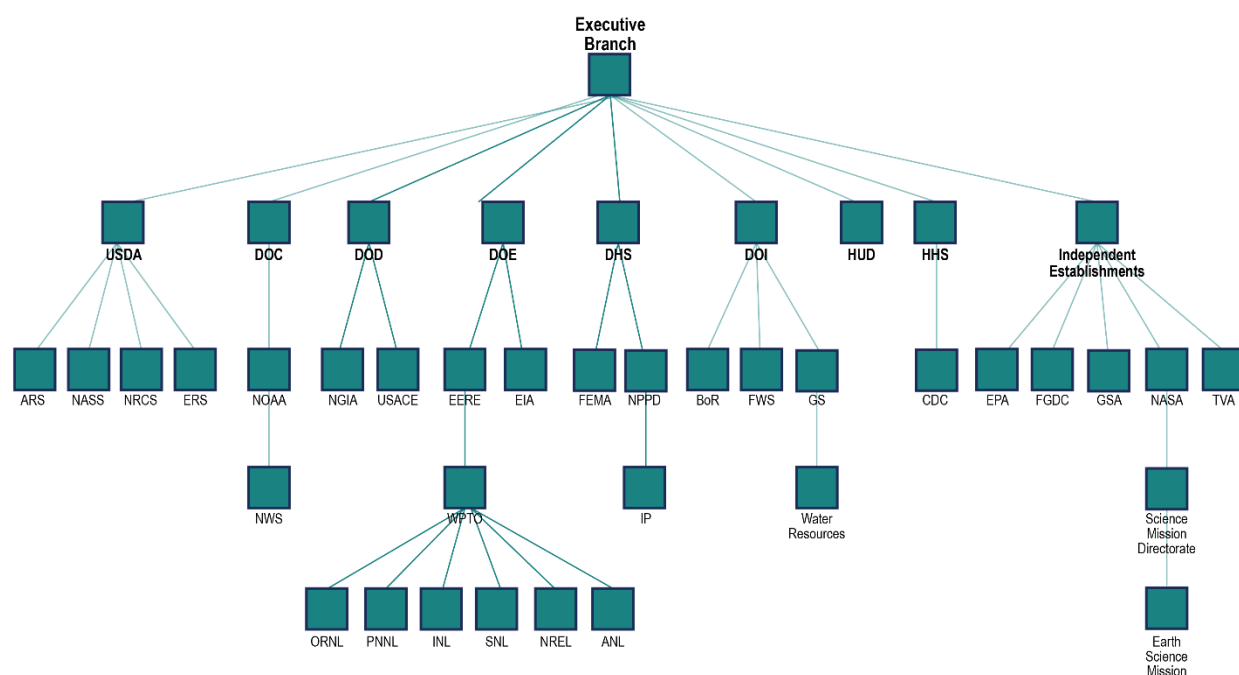 Executive
Branch
USDA
DOC
DOD
DOE
DHS
DOI
HUD
HHS
Independent
Establishments
ARS
NASS
NRCS
ERS
NOAA
NGIA
USACE
EERE
EIA
FEMA
NPPD
BoR
FWS
GS
CDC
EPA
FGDC
GSA
NASA
TVA
NWS
WPTO
IP
Water
Resources
Science
Mission
Directorate
ORNL
PNNL
INL
SNL
NREL
ANL
Earth
Science
Mission